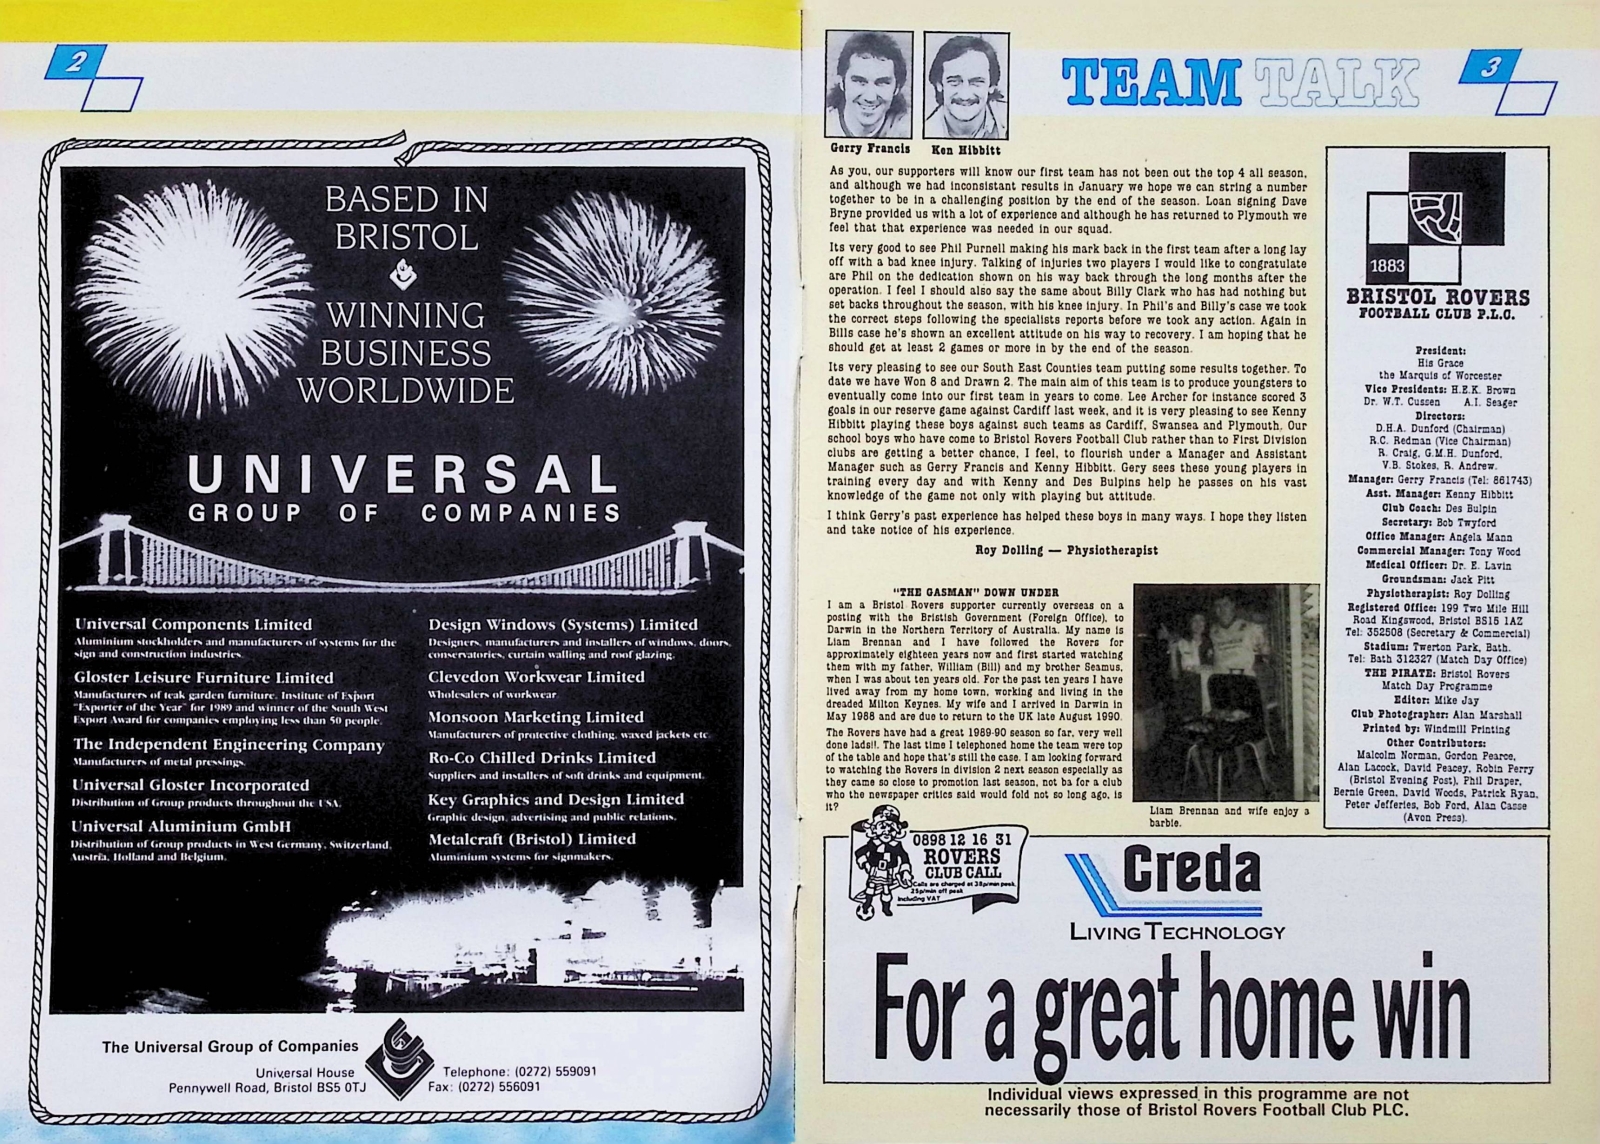 2
BASED IN
BRISTOL
WINNING
BUSINESS
WORLDWIDE
UNIVERSAL
GROUP OF COMPANIES
Universal Components Limited
Aluminium stockholders and manufacturers of systems for the
sign and construction industries.
Gloster Leisure Furniture Limited
Manufacturers of teak garden furniture. Institute of Export
"Exporter of the Year" for 1989 and winner of the South West
Export Award for companies employing less than 50 people.
The Independent Engineering Company
Manufacturers of metal pressings.
Universal Gloster Incorporated
Distribution of Group products throughout the USA.
Universal Aluminium GmbH
Distribution of Group products in West Germany, Switzerland,
Austria, Holland and Belgium.
Design Windows (Systems) Limited
Designers, manufacturers and installers of windows, doors,
conservatories, curtain walling and roof glazing.
Clevedon Workwear Limited
Wholesalers of workwear.
Monsoon Marketing Limited
Manufacturers of protective clothing, waxed jackets etc.
Ro-Co Chilled Drinks Limited
Suppliers and installers of soft drinks and equipment.
Key Graphics and Design Limited
Graphic design, advertising and public relations.
Metalcraft (Bristol) Limited
Aluminium systems for signmakers.
The Universal Group of Companies
Universal House
Pennywell Road, Bristol BS5 0TJ
Telephone: (0272) 559091
Fax: (0272) 556091
Gerry Francis
Ken Hibbitt
TEAM TALK
3
As you, our supporters will know our first team has not been out the top 4 all season,
and although we had inconsistant results in January we hope we can string a number
together to be in a challenging position by the end of the season. Loan signing Dave
Bryne provided us with a lot of experience and although he has returned to Plymouth we
feel that that experience was needed in our squad.
Its very good to see Phil Purnell making his mark back in the first team after a long lay
off with a bad knee injury. Talking of injuries two players I would like to congratulate
are Phil on the dedication shown on his way back through the long months after the
operation. I feel I should also say the same about Billy Clark who has had nothing but
set backs throughout the season, with his knee injury. In Phil's and Billy's case we took
the correct steps following the specialists reports before we took any action. Again in
Bills case he's shown an excellent attitude on his way to recovery. I am hoping that he
should get at least 2 games or more in by the end of the season.
Its very pleasing to see our South East Counties team putting some results together. To
date we have Won 8 and Drawn 2. The main aim of this team is to produce youngsters to
eventually come into our first team in years to come. Lee Archer for instance scored 3
goals in our reserve game against Cardiff last week, and it is very pleasing to see Kenny
Hibbitt playing these boys against such teams as Cardiff, Swansea and Plymouth. Our
school boys who have come to Bristol Rovers Football Club rather than to First Division
clubs are getting a better chance, I feel, to flourish under a Manager and Assistant
Manager such as Gerry Francis and Kenny Hibbitt. Gery sees these young players in
training every day and with Kenny and Des Bulpins help he passes on his vast
knowledge of the game not only with playing but attitude.
I think Gerry's past experience has helped these boys in many ways. I hope they listen
and take notice of his experience.
Roy Dolling — Physiotherapist
"THE GASMAN" DOWN UNDER
I am a Bristol Rovers supporter currently overseas on a
posting with the Bristish Government (Foreign Office), to
Darwin in the Northern Territory of Australia. My name is
Liam Brennan and I have followed the Rovers for
approximately eighteen years now and first started watching
them with my father, William (Bill) and my brother Seamus,
when I was about ten years old. For the past ten years I have
lived away from my home town, working and living in the
dreaded Milton Keynes. My wife and I arrived in Darwin in
May 1988 and are due to return to the UK late August 1990.
The Rovers have had a great 1989-90 season so far, very well
done lads!!. The last time I telephoned home the team were top
of the table and hope that's still the case. I am looking forward
to watching the Rovers in division 2 next season especially as
they came so close to promotion last season, not ba for a club
who the newspaper critics said would fold not so long ago, is
it?
Liam Brennan and wife enjoy a
barbie.
1883
BRISTOL ROVERS
FOOTBALL CLUB P.L.C.
President:
His Grace
the Marquis of Worcester
Vice Presidents: H.E.K. Brown
Dr. W.T. Cussen A.I. Seager
Directors:
D.H.A. Dunford (Chairman)
R.C. Redman (Vice Chairman)
R. Craig, G.M.H. Dunford,
V.B. Stokes, R. Andrew.
Manager: Gerry Francis (Tel: 861743)
Asst. Manager: Kenny Hibbitt
Club Coach: Des Bulpin
Secretary: Bob Twyford
Office Manager: Angela Mann
Commercial Manager: Tony Wood
Medical Officer: Dr. E. Lavin
Groundsman: Jack Pitt
Physiotherapist: Roy Dolling
Registered Office: 199 Two Mile Hill
Road Kingswood, Bristol BS15 1AZ
Tel: 352508 (Secretary & Commercial)
Stadium: Twerton Park, Bath.
Tel: Bath 312327 (Match Day Office)
THE PIRATE: Bristol Rovers
Match Day Programme
Editor: Mike Jay
Club Photographer: Alan Marshall
Printed by: Windmill Printing
Other Contributors:
Malcolm Norman, Gordon Pearce,
Alan Lacock, David Peacey, Robin Perry
(Bristol Evening Post), Phil Draper,
Bernie Green, David Woods, Patrick Ryan,
Peter Jefferies, Bob Ford, Alan Casse
(Avon Press).
0898 12 16 31
ROVERS
CLUB CALL
Calls are charged at 38p/min peak,
25p/min off peak
including VAT
Creda
LIVING TECHNOLOGY
For a great home win
Individual views expressed in this programme are not
necessarily those of Bristol Rovers Football Club PLC.